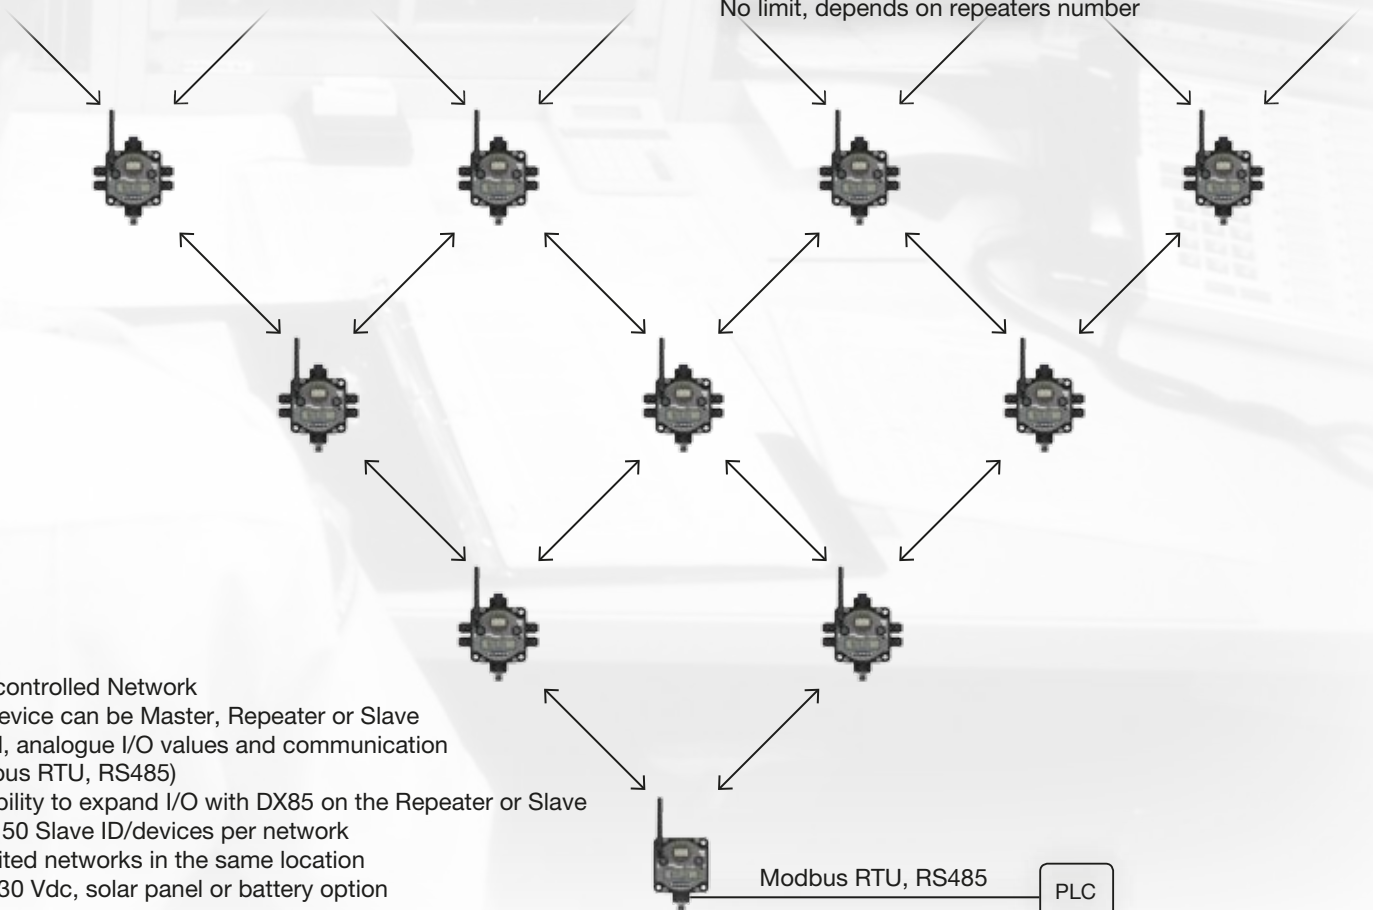 No limit, depends on repeaters number
controlled Network
device can be Master, Repeater or Slave
, analogue I/O values and communication
bus RTU, RS485)
bility to expand I/O with DX85 on the Repeater or Slave
50 Slave ID/devices per network
ited networks in the same location
30 Vdc, solar panel or battery option
Modbus RTU, RS485
PLC